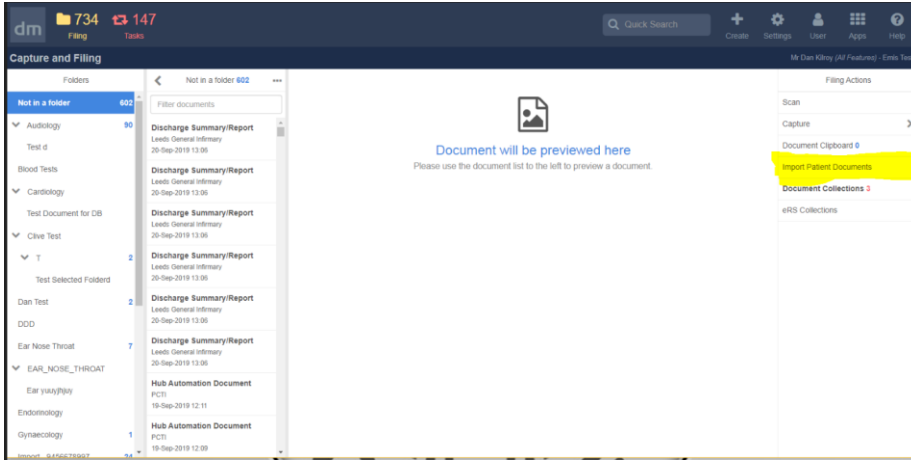 dm
734
Filing
147
Tasks
Quick Search
Create
Settings
User
Apps
Help
Capture and Filing
Mr Dan Kilroy (All Features) - Emis Tes
Folders
Not in a folder 602
Audiology 90
Test d
Blood Tests
Cardiology
Test Document for DB
Clive Test
T 2
Test Selected Folderd
Dan Test 2
DDD
Ear Nose Throat 7
EAR_NOSE_THROAT
Ear yuuyjhjuy
Gynaecology 1
Not in a folder 602
Filter documents
Discharge Summary/Report
Leeds General Infirmary
20-Sep-2019 13:06
Discharge Summary/Report
Leeds General Infirmary
20-Sep-2019 13:06
Discharge Summary/Report
Leeds General Infirmary
20-Sep-2019 13:06
Discharge Summary/Report
Leeds General Infirmary
20-Sep-2019 13:06
Discharge Summary/Report
Leeds General Infirmary
20-Sep-2019 13:06
Discharge Summary/Report
Leeds General Infirmary
20-Sep-2019 13:06
Hub Automation Document
PCTI
19-Sep-2019 12:11
Hub Automation Document
PCTI
19-Sep-2019 12:09
Document will be previewed here
Please use the document list to the left to preview a document.
Filing Actions
Scan
Capture
Document Clipboard 0
Import Patient Documents
Document Collections 3
eRS Collections